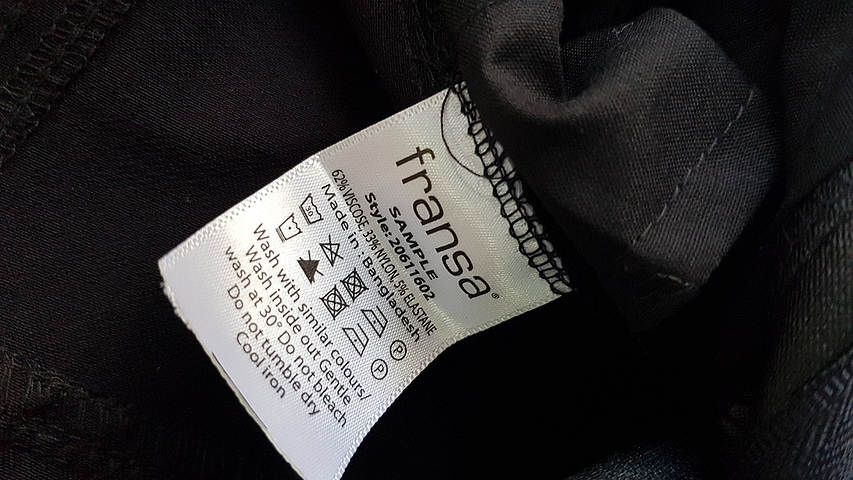 fransa®
SAMPLE
Style: 20611602
62% VISCOSE, 33% NYLON, 5% ELASTANE
Made in : Bangladesh
30
P
P
Wash with similar colours/
Wash inside out Gentle
wash at 30° Do not bleach
Do not tumble dry
Cool iron